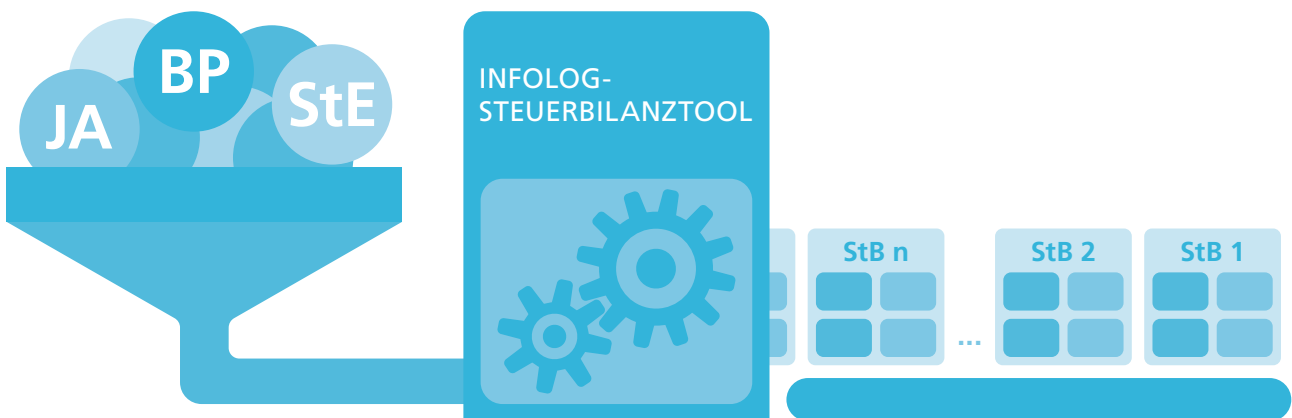 JA
BP
StE
INFOLOG-
STEUERBILANZTOOL
StB n
...
StB 2
StB 1